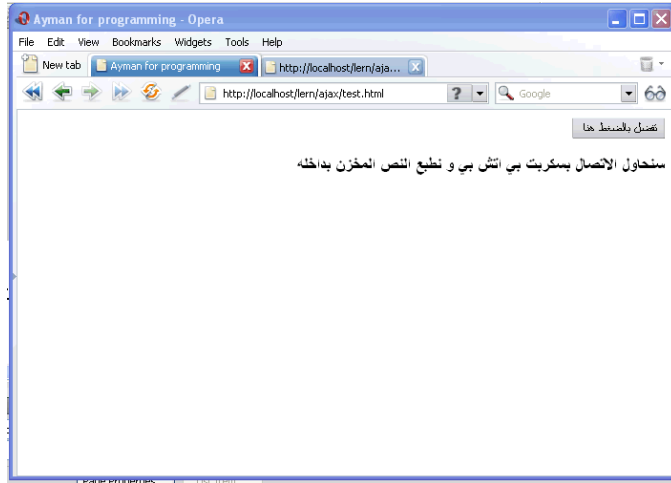 Ayman for programming - Opera
File Edit View Bookmarks Widgets Tools Help
New tab Ayman for programming http://localhost/lern/aja...
http://localhost/lern/ajax/test.html ? Google
تفضل بالضغط هنا
سنحاول الاتصال بسكربت بي اتش بي و نطبع النص المخزن بداخله